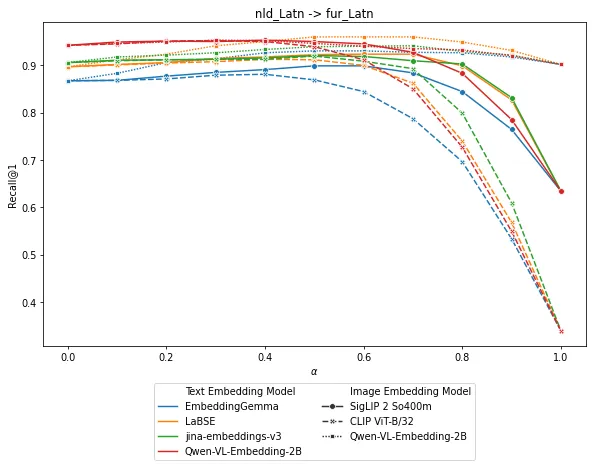 nld_Latn -> fur_Latn
Recall@1
0.9
0.8
0.7
0.6
0.5
0.4
0.0
0.2
0.4
0.6
0.8
1.0
α
Text Embedding Model
EmbeddingGemma
LaBSE
jina-embeddings-v3
Qwen-VL-Embedding-2B
Image Embedding Model
SigLIP 2 So400m
CLIP ViT-B/32
Qwen-VL-Embedding-2B